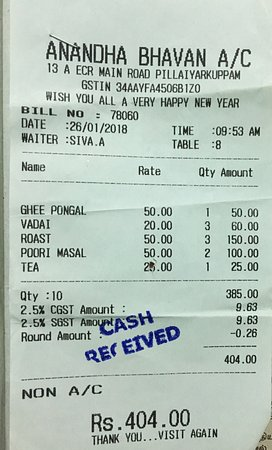 ANANDHA BHAVAN A/C
13 A ECR MAIN ROAD PILLAIYARKUPPAM
GSTIN 34AAYFA4506B1Z0
WISH YOU ALL A VERY HAPPY NEW YEAR
BILL NO : 78060
DATE :26/01/2018 TIME :09:53 AM
WAITER :SIVA.A TABLE :8
Name Rate Qty Amount
GHEE PONGAL 50.00 1 50.00
VADAI 20.00 3 60.00
ROAST 50.00 3 150.00
POORI MASAL 50.00 2 100.00
TEA 25.00 1 25.00
Qty :10 385.00
2.5% CGST Amount : 9.63
2.5% SGST Amount: 9.63
Round Amount : -0.26
CASH
RECEIVED
404.00
NON A/C
Rs.404.00
THANK YOU...VISIT AGAIN